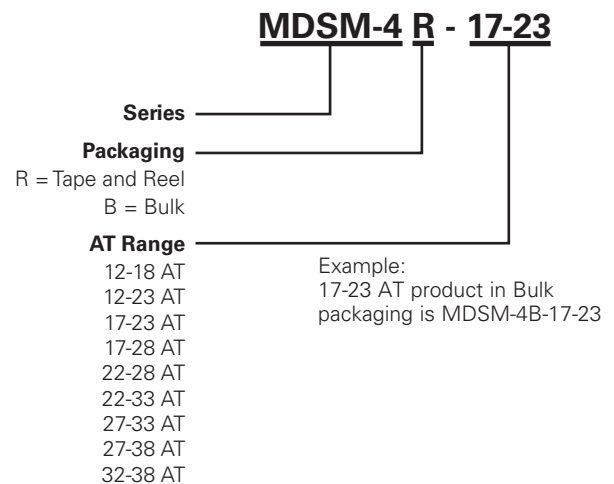 MDSM-4 R - 17-23
Series
Packaging
R = Tape and Reel
B = Bulk
AT Range
12-18 AT
12-23 AT
17-23 AT
17-28 AT
22-28 AT
22-33 AT
27-33 AT
27-38 AT
32-38 AT
Example:
17-23 AT product in Bulk
packaging is MDSM-4B-17-23